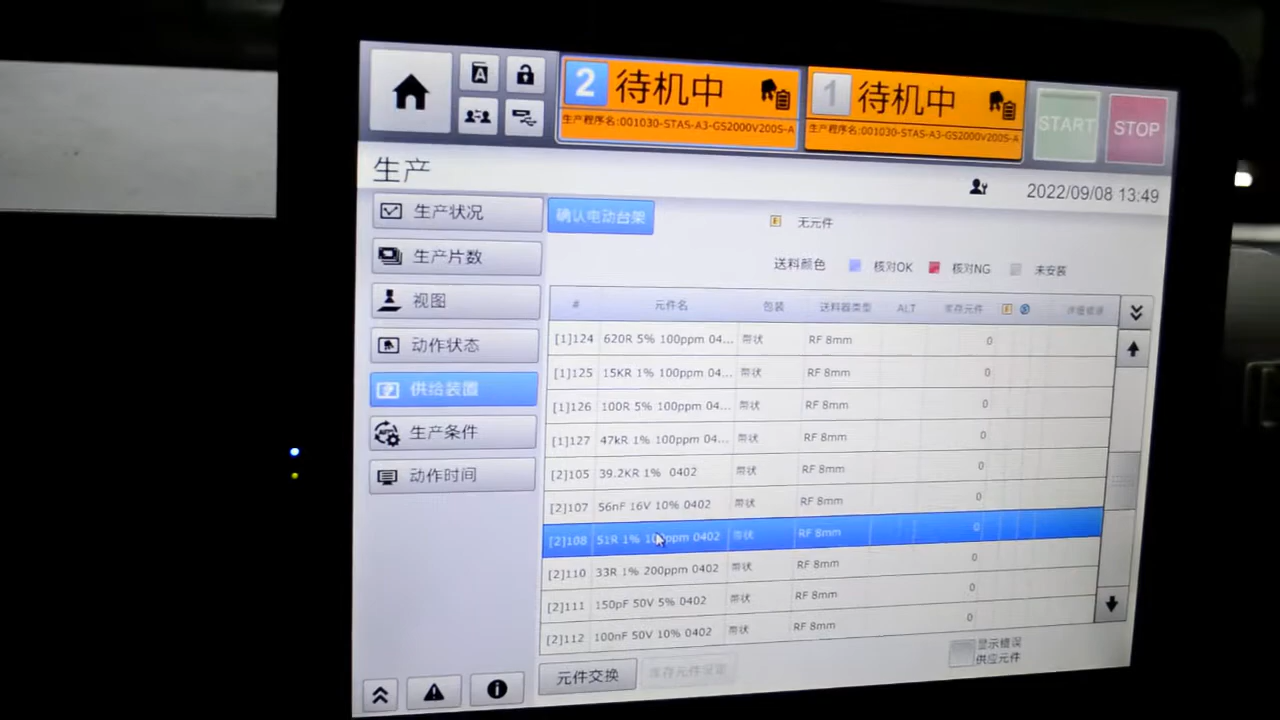 A
2 待机中
生产程序名:001030-STAS-A3-GS2000V200S-A
1 待机中
生产程序名:001030-STAS-A3-GS2000V200S-A
START
STOP
生产
2022/09/08 13:49
生产状况
生产片数
视图
动作状态
供给装置
生产条件
动作时间
确认电动台架
E 无元件
送料颜色 核对OK 核对NG 未安装
# 元件名 包装 送料器类型 ALT 库存元件 E
[1]124 620R 5% 100ppm 04... 带状 RF 8mm 0
[1]125 15KR 1% 100ppm 04... 带状 RF 8mm 0
[1]126 100R 5% 100ppm 04... 带状 RF 8mm 0
[1]127 47kR 1% 100ppm 04... 带状 RF 8mm 0
[2]105 39.2KR 1% 0402 带状 RF 8mm 0
[2]107 56nF 16V 10% 0402 带状 RF 8mm 0
[2]108 51R 1% 100ppm 0402 带状 RF 8mm 0
[2]110 33R 1% 200ppm 0402 带状 RF 8mm 0
[2]111 150pF 50V 5% 0402 带状 RF 8mm 0
[2]112 100nF 50V 10% 0402 带状 RF 8mm 0
元件交换
库存元件设定
显示错误
供应元件